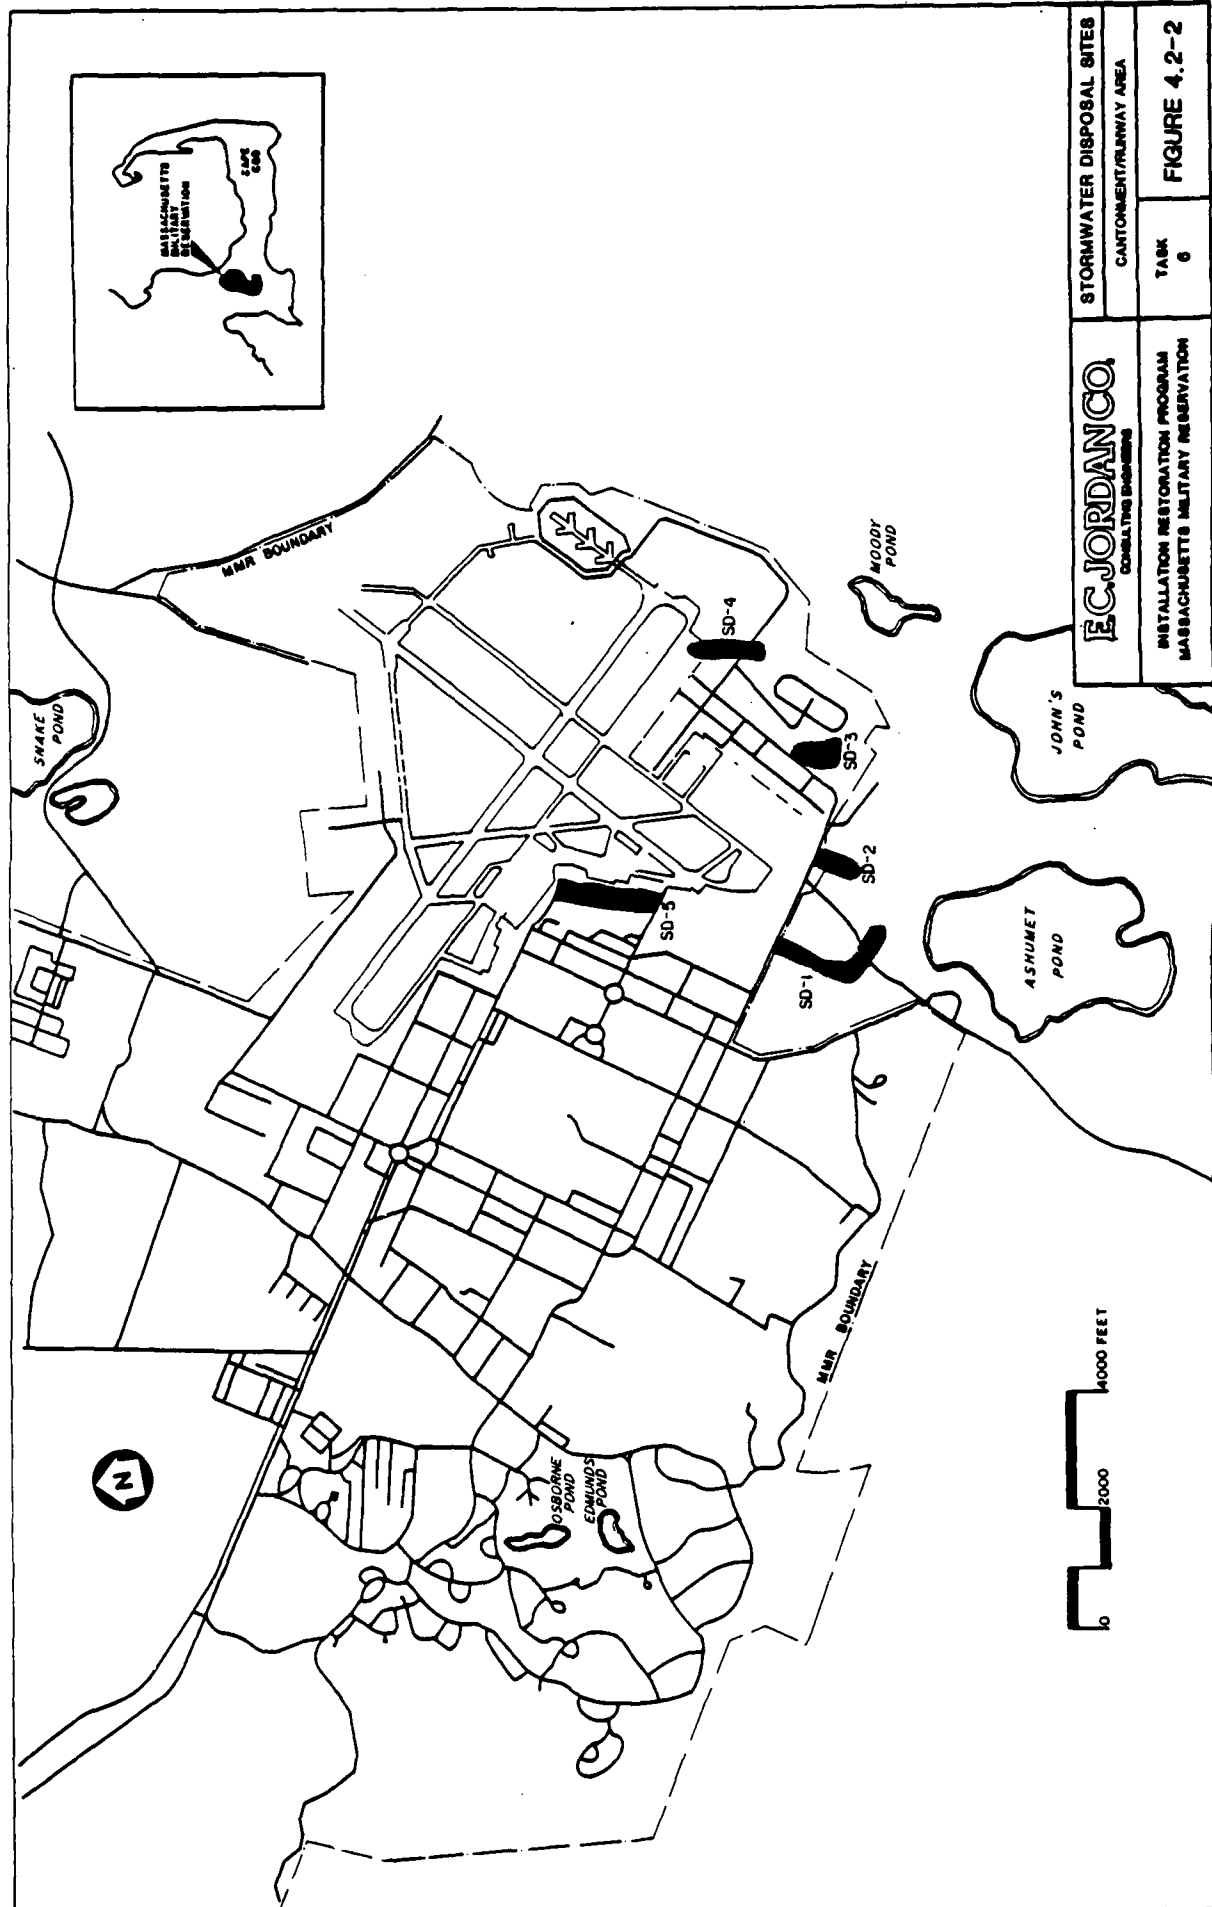 SNAKE
POND
MMR BOUNDARY
MASSACHUSETTS
MILITARY
RESERVATION
CAPE
COD
N
SD-4
SD-3
SD-2
SD-5
SD-1
MOODY
POND
JOHN'S
POND
ASHUMET
POND
OSBORNE
POND
EDMUNDS
POND
MMR BOUNDARY
0 2000 4000 FEET
E.C.JORDAN CO.
CONSULTING ENGINEERS
STORMWATER DISPOSAL SITES
CANTONMENT/RUNWAY AREA
INSTALLATION RESTORATION PROGRAM
MASSACHUSETTS MILITARY RESERVATION
TASK
6
FIGURE 4.2-2